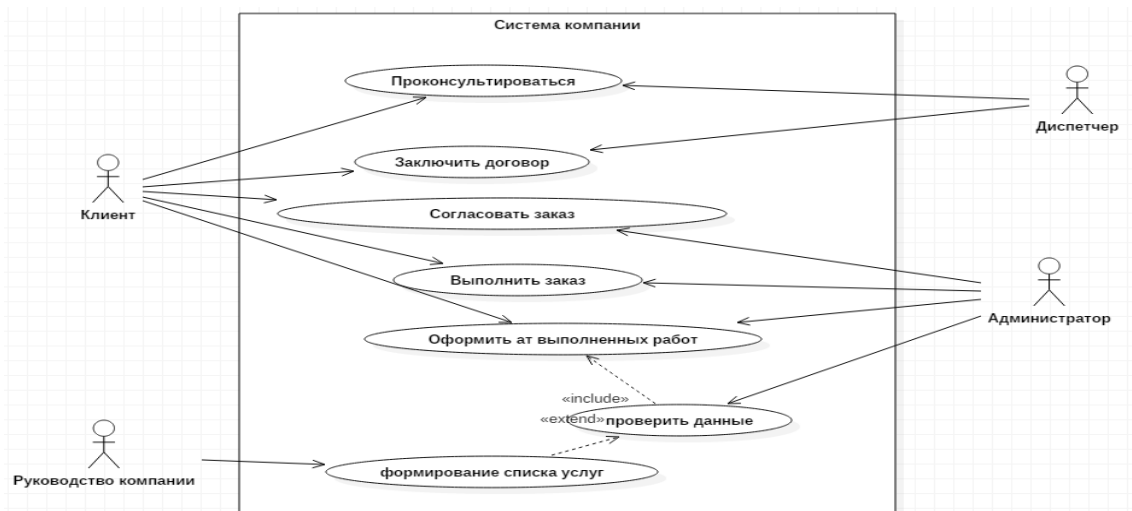 Система компании
Проконсультироваться
Диспетчер
Заключить договор
Клиент
Согласовать заказ
Выполнить заказ
Администратор
Оформить ат выполненных работ
«include»
«extend»
проверить данные
формирование списка услуг
Руководство компании